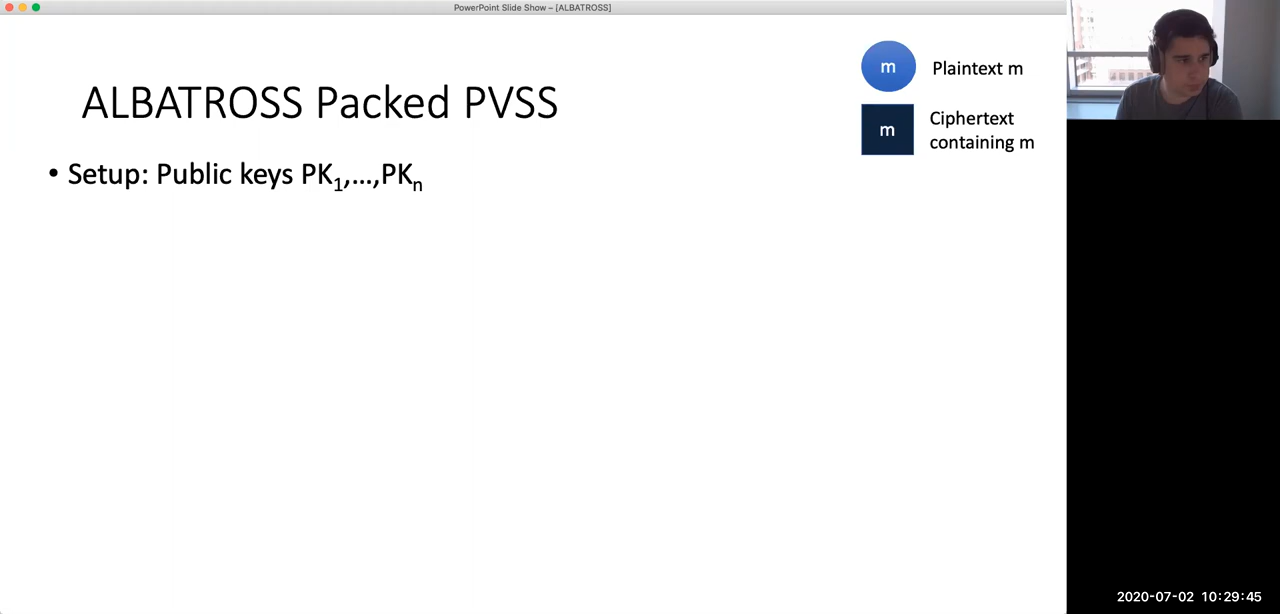 PowerPoint Slide Show – [ALBATROSS]
m Plaintext m
ALBATROSS Packed PVSS
m Ciphertext
containing m
• Setup: Public keys PK₁,…,PKₙ
2020-07-02 10:29:45